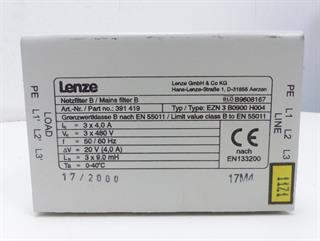 Lenze
Lenze GmbH & Co KG
Hans-Lenze-Straße 1, D-31855 Aerzen
Netzfilter B / Mains filter B
B9608167
Art.-Nr. / Part-No.: 391 419
Typ / Type: EZN 3 B0900 H004
Grenzwertklasse B nach EN 55011 / Limit value class B to EN 55011
IN = 3 x 4,0 A
= 3 x 480 V
f = 50 / 60 Hz
ΔV = 20 V (4,0 A)
= 3 x 9,0 mH
Ta = 0-40°C
CE
nach
EN133200
17/2000
17M4
PE
L1'
L2'
L3'
LOAD
PE
L1
L2
L3
LINE